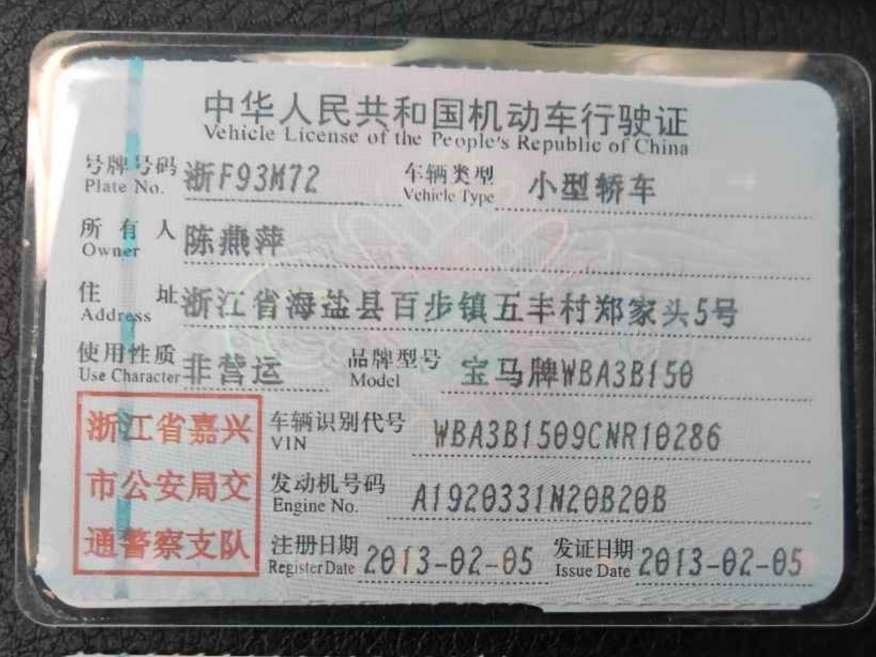 中华人民共和国机动车行驶证
Vehicle License of the People's Republic of China
号牌号码 浙F93M72 车辆类型 小型轿车
Plate No. Vehicle Type
所有人 陈燕萍
Owner
住址 浙江省海盐县百步镇五丰村郑家头5号
Address
使用性质 非营运 品牌型号 宝马牌WBA3B150
Use Character Model
浙江省嘉兴 车辆识别代号 WBA3B1509CNR10286
VIN
市公安局交 发动机号码 A1920331N20B20B
Engine No.
通警察支队 注册日期 2013-02-05 发证日期 2013-02-05
Register Date Issue Date